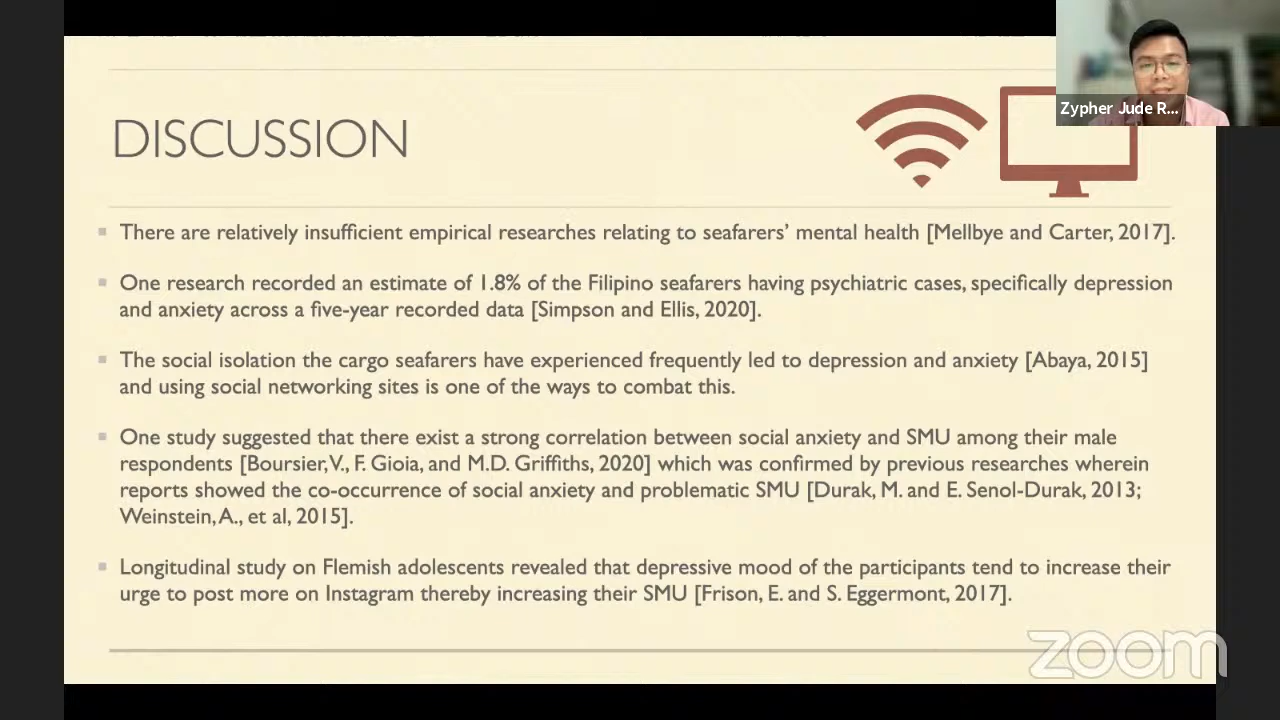 Zypher Jude R...
DISCUSSION
There are relatively insufficient empirical researches relating to seafarers' mental health [Mellbye and Carter, 2017].
One research recorded an estimate of 1.8% of the Filipino seafarers having psychiatric cases, specifically depression
and anxiety across a five-year recorded data [Simpson and Ellis, 2020].
The social isolation the cargo seafarers have experienced frequently led to depression and anxiety [Abaya, 2015]
and using social networking sites is one of the ways to combat this.
One study suggested that there exist a strong correlation between social anxiety and SMU among their male
respondents [Boursier, V., F. Gioia, and M.D. Griffiths, 2020] which was confirmed by previous researches wherein
reports showed the co-occurrence of social anxiety and problematic SMU [Durak, M. and E. Senol-Durak, 2013;
Weinstein, A., et al, 2015].
Longitudinal study on Flemish adolescents revealed that depressive mood of the participants tend to increase their
urge to post more on Instagram thereby increasing their SMU [Frison, E. and S. Eggermont, 2017].
zoom